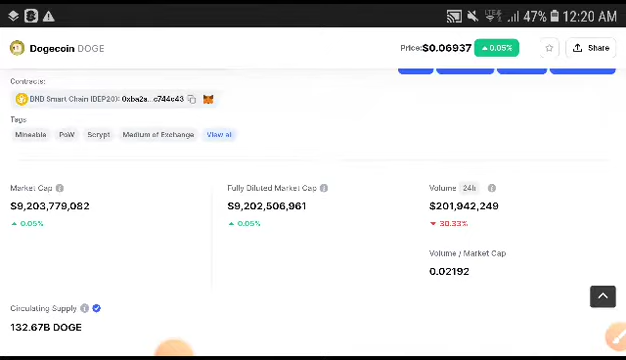 47% 12:20 AM
Dogecoin DOGE
Price: $0.06937 0.05% Share
Contracts:
BNB Smart Chain (BEP20): 0xba2a...c744c43
Tags
Mineable PoW Scrypt Medium of Exchange View all
Market Cap Fully Diluted Market Cap Volume 24h
$9,203,779,082 $9,202,506,961 $201,942,249
0.05% 0.05% 30.33%
Volume / Market Cap
0.02192
Circulating Supply
132.67B DOGE